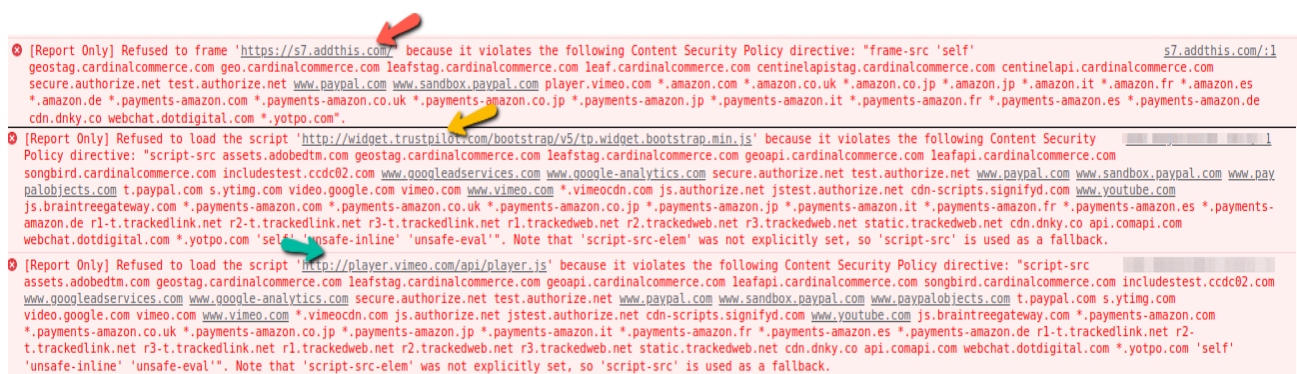 [Report Only] Refused to frame 'https://s7.addthis.com/' because it violates the following Content Security Policy directive: "frame-src 'self' s7.addthis.com/:1
geostag.cardinalcommerce.com geo.cardinalcommerce.com 1eafstag.cardinalcommerce.com 1eaf.cardinalcommerce.com centinelapistag.cardinalcommerce.com centinelapi.cardinalcommerce.com
secure.authorize.net test.authorize.net www.paypal.com www.sandbox.paypal.com player.vimeo.com *.amazon.com *.amazon.co.uk *.amazon.co.jp *.amazon.jp *.amazon.it *.amazon.fr *.amazon.es
*.amazon.de *.payments-amazon.com *.payments-amazon.co.uk *.payments-amazon.co.jp *.payments-amazon.jp *.payments-amazon.it *.payments-amazon.fr *.payments-amazon.es *.payments-amazon.de
cdn.dnky.co webchat.dotdigital.com *.yotpo.com".
[Report Only] Refused to load the script 'http://widget.trustpilot.com/bootstrap/v5/tp.widget.bootstrap.min.js' because it violates the following Content Security 1
Policy directive: "script-src assets.adobedtm.com geostag.cardinalcommerce.com 1eafstag.cardinalcommerce.com geoapi.cardinalcommerce.com 1eafapi.cardinalcommerce.com
songbird.cardinalcommerce.com includestest.ccdc02.com www.googleadservices.com www.google-analytics.com secure.authorize.net test.authorize.net www.paypal.com www.sandbox.paypal.com www.pay
palobjects.com t.paypal.com s.ytimg.com video.google.com vimeo.com www.vimeo.com *.vimeocdn.com js.authorize.net jstest.authorize.net cdn-scripts.signifyd.com www.youtube.com
js.braintreegateway.com *.payments-amazon.com *.payments-amazon.co.uk *.payments-amazon.co.jp *.payments-amazon.jp *.payments-amazon.it *.payments-amazon.fr *.payments-amazon.es *.payments-
amazon.de r1-t.trackedlink.net r2-t.trackedlink.net r3-t.trackedlink.net r1.trackedweb.net r2.trackedweb.net r3.trackedweb.net static.trackedweb.net cdn.dnky.co api.comapi.com
webchat.dotdigital.com *.yotpo.com 'self' 'unsafe-inline' 'unsafe-eval'". Note that 'script-src-elem' was not explicitly set, so 'script-src' is used as a fallback.
[Report Only] Refused to load the script 'http://player.vimeo.com/api/player.js' because it violates the following Content Security Policy directive: "script-src
assets.adobedtm.com geostag.cardinalcommerce.com 1eafstag.cardinalcommerce.com geoapi.cardinalcommerce.com 1eafapi.cardinalcommerce.com songbird.cardinalcommerce.com includestest.ccdc02.com
www.googleadservices.com www.google-analytics.com secure.authorize.net test.authorize.net www.paypal.com www.sandbox.paypal.com www.paypalobjects.com t.paypal.com s.ytimg.com
video.google.com vimeo.com www.vimeo.com *.vimeocdn.com js.authorize.net jstest.authorize.net cdn-scripts.signifyd.com www.youtube.com js.braintreegateway.com *.payments-amazon.com
*.payments-amazon.co.uk *.payments-amazon.co.jp *.payments-amazon.jp *.payments-amazon.it *.payments-amazon.fr *.payments-amazon.es *.payments-amazon.de r1-t.trackedlink.net r2-
t.trackedlink.net r3-t.trackedlink.net r1.trackedweb.net r2.trackedweb.net r3.trackedweb.net static.trackedweb.net cdn.dnky.co api.comapi.com webchat.dotdigital.com *.yotpo.com 'self'
'unsafe-inline' 'unsafe-eval'". Note that 'script-src-elem' was not explicitly set, so 'script-src' is used as a fallback.